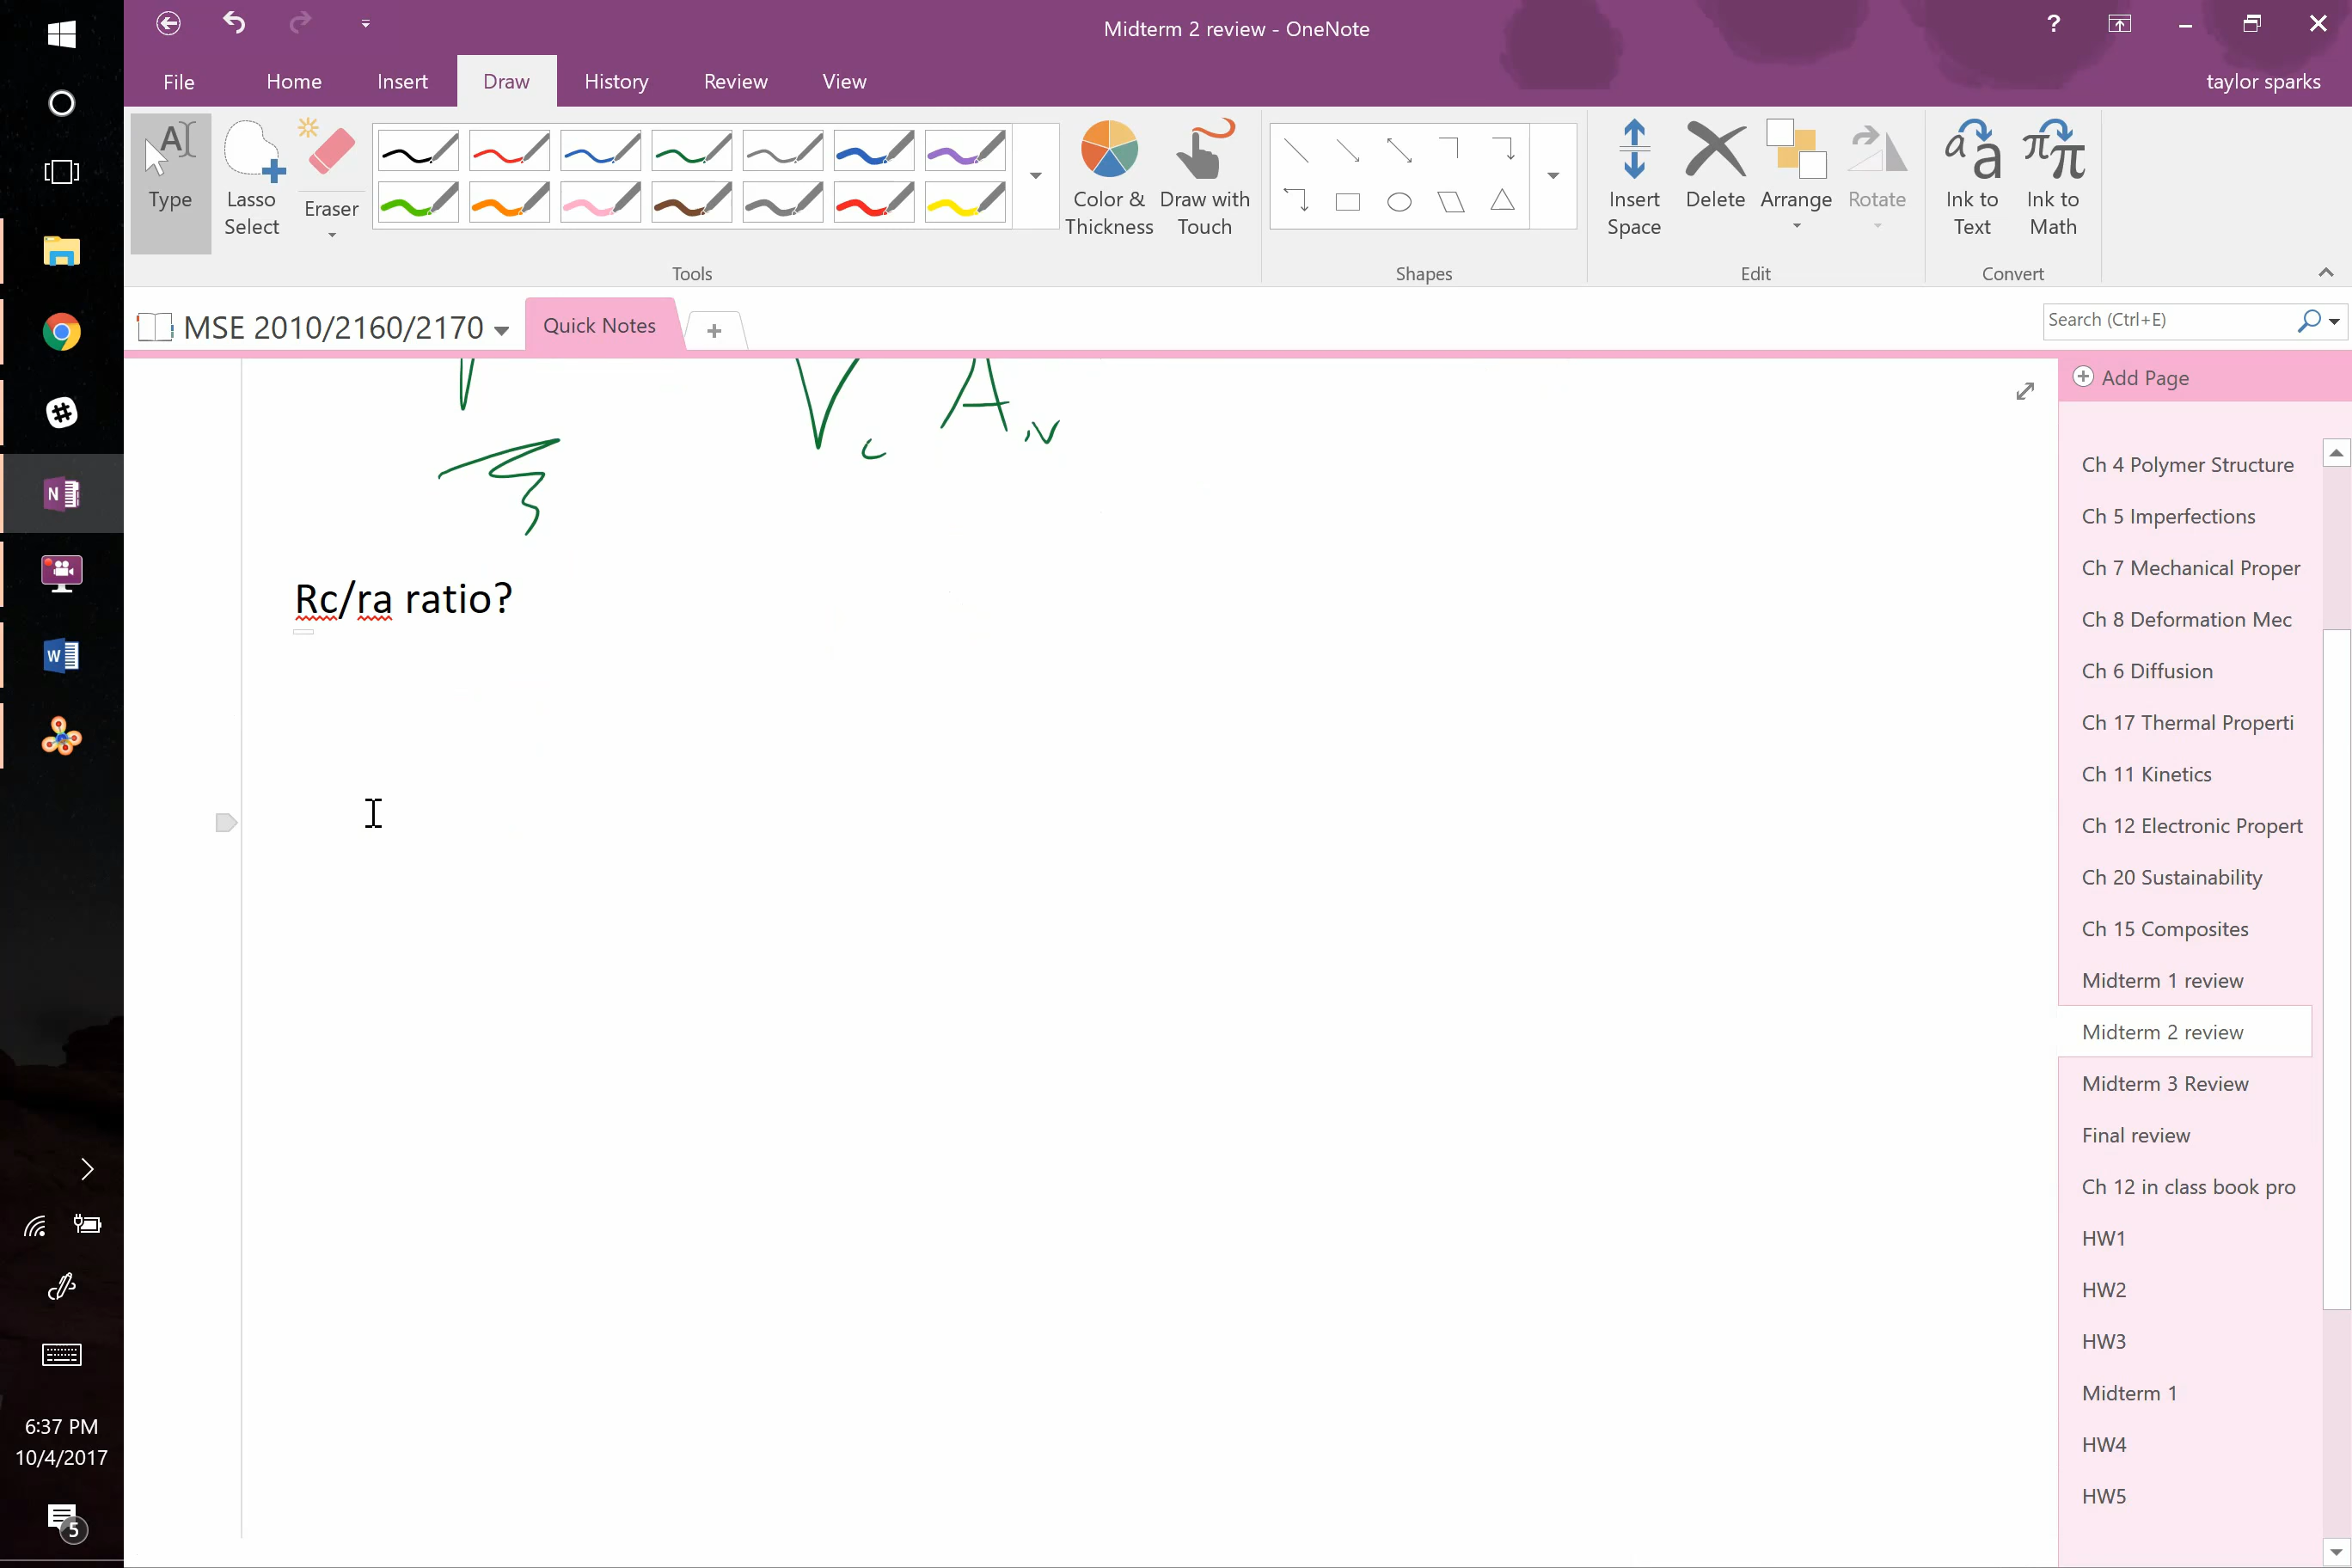 Midterm 2 review - OneNote
?
File
Home
Insert
Draw
History
Review
View
taylor sparks
Type
Lasso
Select
Eraser
Color &
Thickness
Draw with
Touch
Insert
Space
Delete
Arrange
Rotate
Ink to
Text
Ink to
Math
Tools
Shapes
Edit
Convert
MSE 2010/2160/2170
Quick Notes
Search (Ctrl+E)
Add Page
V_c A_N
Rc/ra ratio?
Ch 4 Polymer Structure
Ch 5 Imperfections
Ch 7 Mechanical Proper
Ch 8 Deformation Mec
Ch 6 Diffusion
Ch 17 Thermal Properti
Ch 11 Kinetics
Ch 12 Electronic Propert
Ch 20 Sustainability
Ch 15 Composites
Midterm 1 review
Midterm 2 review
Midterm 3 Review
Final review
Ch 12 in class book pro
HW1
HW2
HW3
Midterm 1
HW4
HW5
6:37 PM
10/4/2017
5